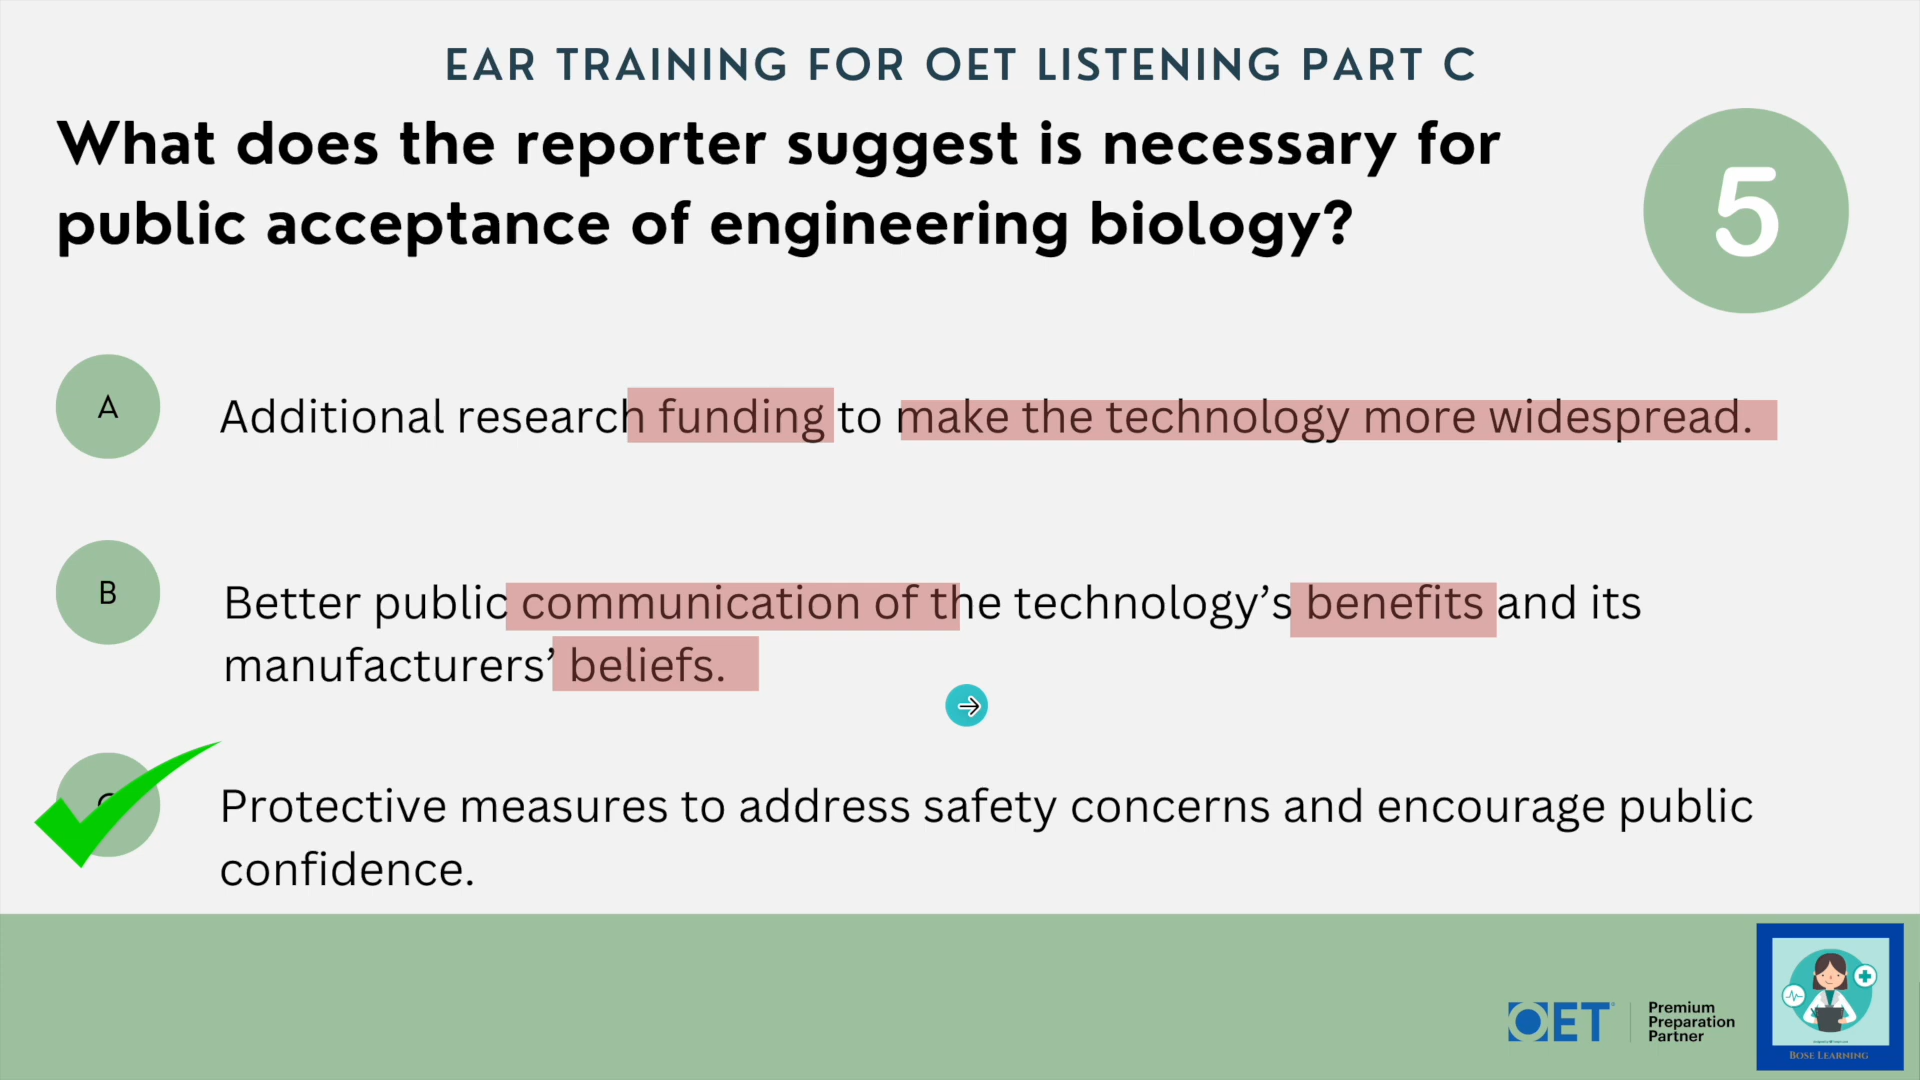 EAR TRAINING FOR OET LISTENING PART C
What does the reporter suggest is necessary for
public acceptance of engineering biology?
5
A
Additional research funding to make the technology more widespread.
B
Better public communication of the technology’s benefits and its
manufacturers’ beliefs.
Protective measures to address safety concerns and encourage public
confidence.
OET
Premium
Preparation
Partner
BOSE LEARNING